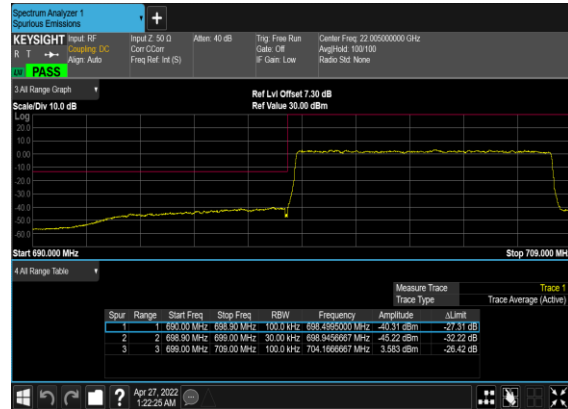 Spectrum Analyzer 1
Spurious Emissions
+
KEYSIGHT Input: RF Input Z: 50 Ω Atten: 40 dB Trig: Free Run Center Freq: 22.005000000 GHz
R T Coupling: DC Corr CCorr Gate: Off Avg|Hold: 100/100
Align: Auto Freq Ref: Int (S) IF Gain: Low Radio Std: None
PASS
3 All Range Graph
Ref Lvl Offset 7.30 dB
Scale/Div 10.0 dB Ref Value 30.00 dBm
Log
20.0
10.0
0.00
-10.0
-20.0
-30.0
-40.0
-50.0
-60.0
Start 690.000 MHz Stop 709.000 MHz
4 All Range Table
Measure Trace Trace 1
Trace Type Trace Average (Active)
Spur Range Start Freq Stop Freq RBW Frequency Amplitude ΔLimit
1 1 690.00 MHz 698.90 MHz 100.0 kHz 698.4995000 MHz -40.31 dBm -27.31 dB
2 2 698.90 MHz 699.00 MHz 30.00 kHz 698.9456667 MHz -45.22 dBm -32.22 dB
3 3 699.00 MHz 709.00 MHz 100.0 kHz 704.1666667 MHz 3.583 dBm -26.42 dB
? Apr 27, 2022
1:22:25 AM